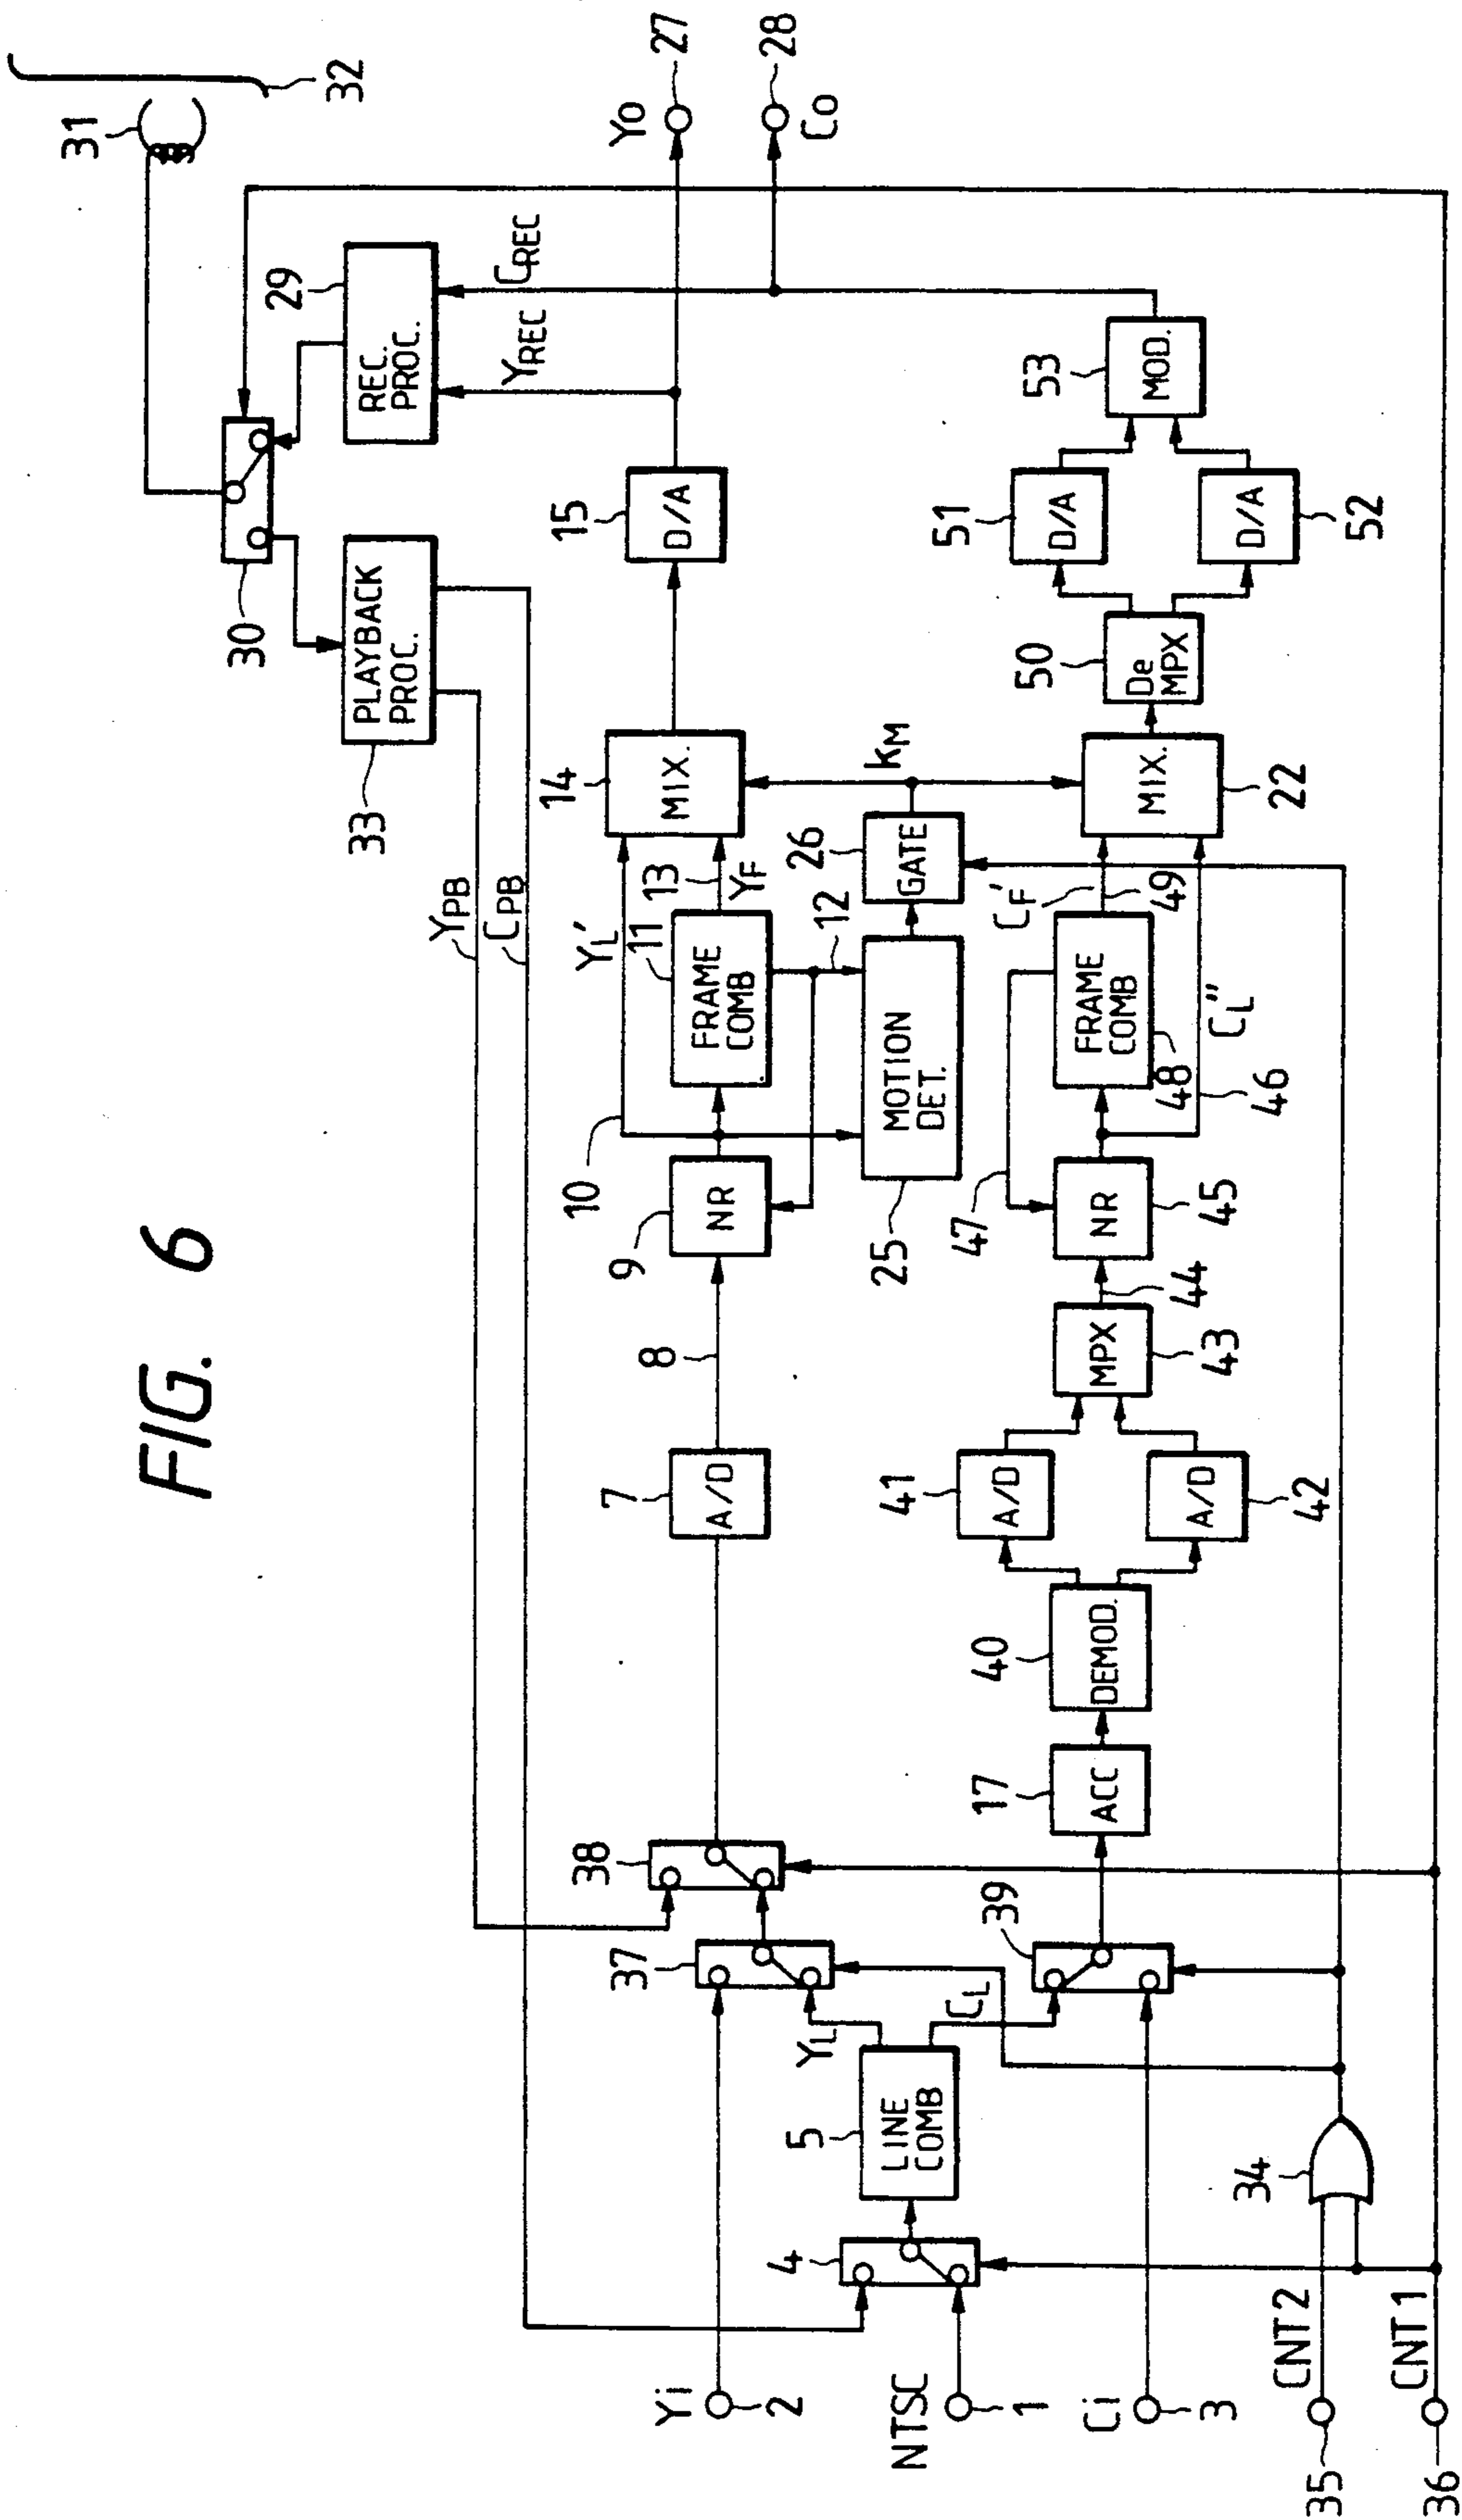 FIG. 6
31
32
Yo
27
28
Co
29
REC.
PROC.
CREC
YREC
30
33
PLAYBACK
PROC.
YPB
CPB
15
D/A
53
MOD.
51
D/A
D/A
52
50
De
MPX
14
MIX.
KM
MIX.
22
26
GATE
13
YF
YL'
11
FRAME
COMB
12
CF'
49
FRAME
COMB
48
CL"
46
10
MOTION
DET.
25
9
NR
47
NR
45
44
8
MPX
43
7
A/D
41
A/D
A/D
42
40
DEMOD.
17
ACC
38
37
39
YL
CL
5
LINE
COMB
34
4
Yi
2
NTSC
1
Ci
3
CNT2
35
CNT1
36